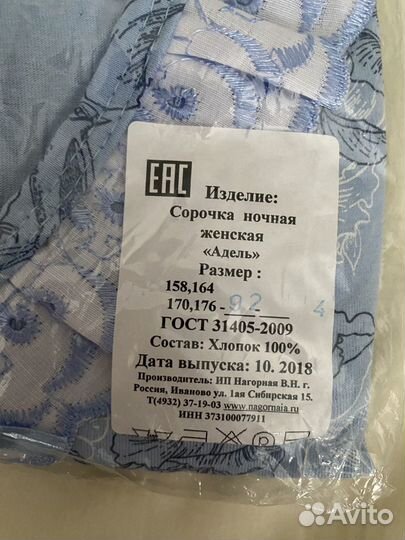 EAC
Изделие:
Сорочка ночная
женская
«Адель»
Размер :
158,164
170,176 - 92 - 4
ГОСТ 31405-2009
Состав: Хлопок 100%
Дата выпуска: 10. 2018
Производитель: ИП Нагорная В.Н. г.
Россия, Иваново ул. 1ая Сибирская 15.
Т(4932) 37-19-03 www.nagornaia.ru
ИНН 373100077911
Avito